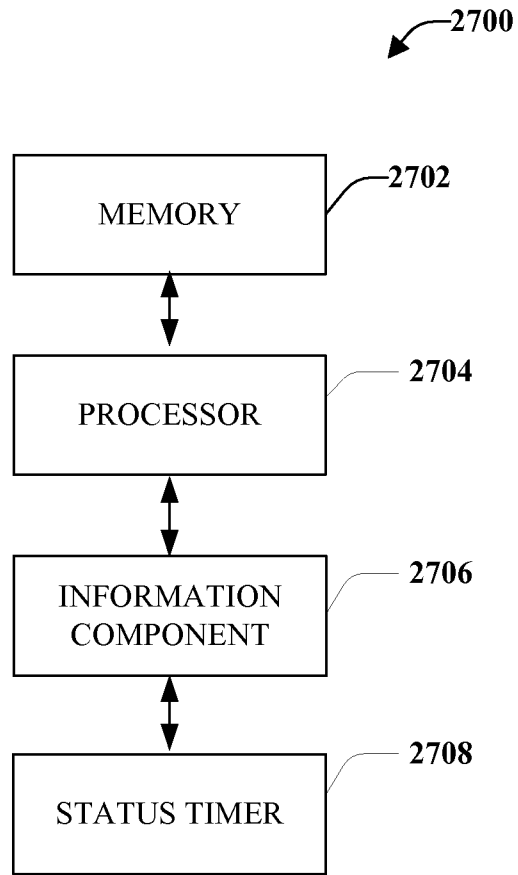 2700
MEMORY
2702
PROCESSOR
2704
INFORMATION
COMPONENT
2706
STATUS TIMER
2708